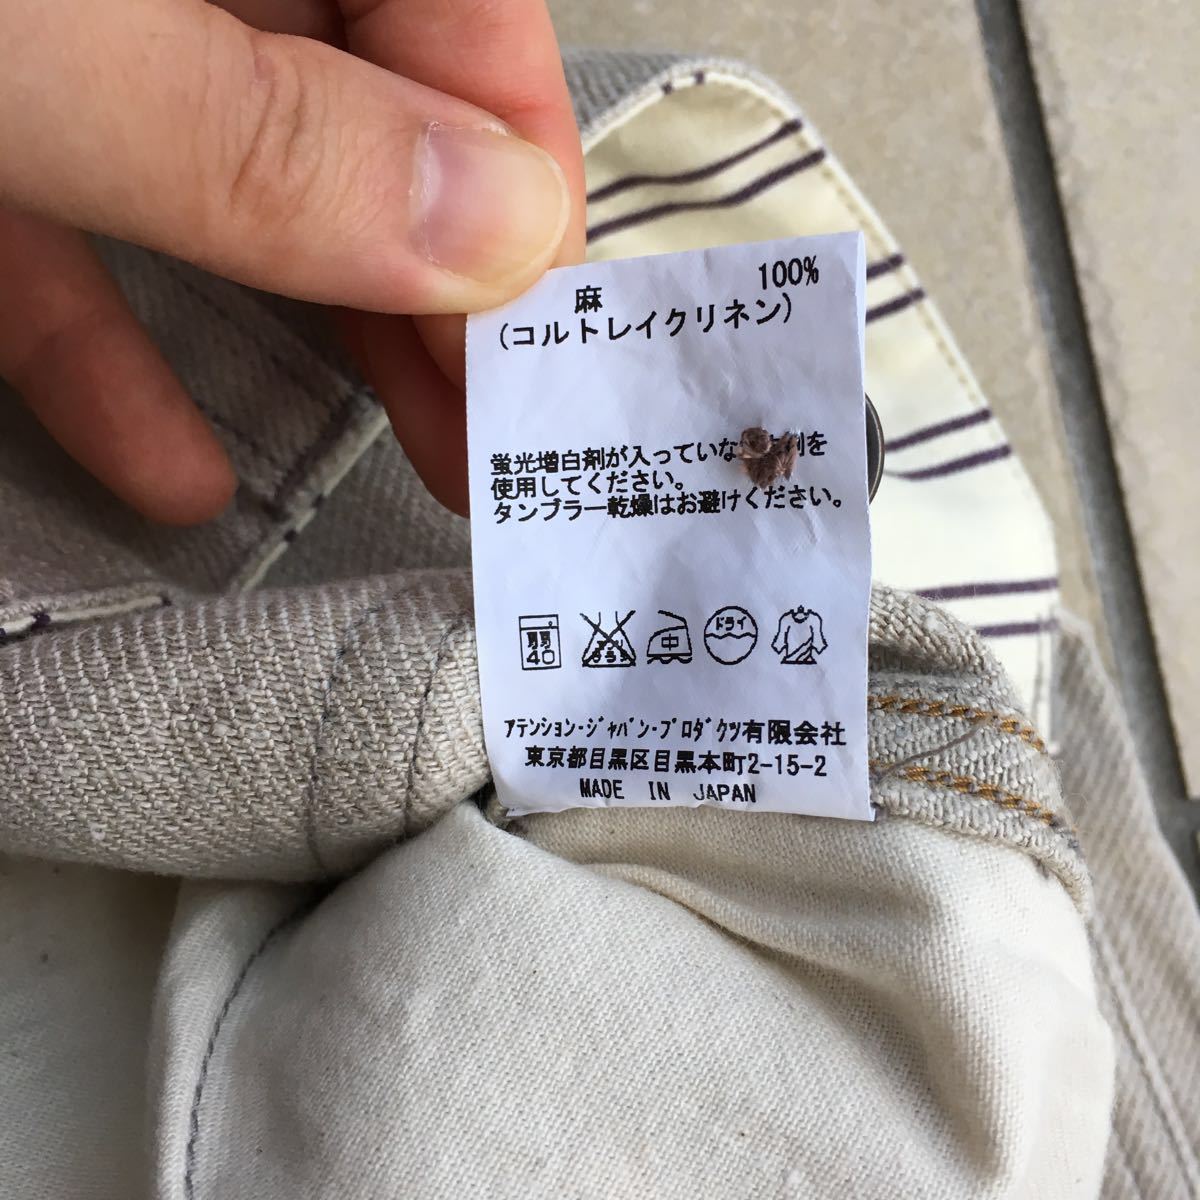 麻 100%
(コルトレイクリネン)
蛍光増白剤が入っていな 剤を
使用してください。
タンブラー乾燥はお避けください。
40
中
ドライ
アテンション・ジャパン・プロダクツ有限会社
東京都目黒区目黒本町2-15-2
MADE IN JAPAN